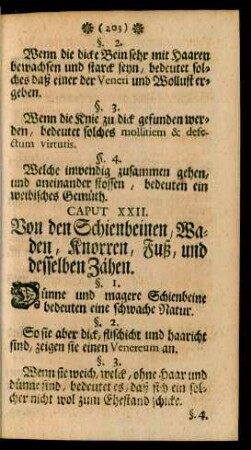 (203)
§. 2.
Wenn die dicke Bein sehr mit Haaren
bewachsen und starck seyn, bedeutet sol-
ches daß einer der Veneri und Wollust er-
geben.
§. 3.
Wenn die Knie zu dick gefunden wer-
den, bedeutet solches mollitiem & defe-
ctum virtutis.
§. 4.
Welche inwendig zusammen gehen,
und aneinander stossen, bedeuten ein
weibisches Gemüth.
CAPUT XXII.
Von den Schienbeinen, Wa-
den, Knorren, Fuß, und
desselben Zähen.
§. 1.
Dünne und magere Schienbeine
bedeuten eine schwache Natur.
§. 2.
So sie aber dick, flischicht und haaricht
sind, zeigen sie einen Venereum an.
§. 3.
Wenn sie weich, welck, ohne Haar und
dünne sind, bedeutet es, daß sich ein sol-
cher nicht wol zum Ehestand schicke.
§. 4.